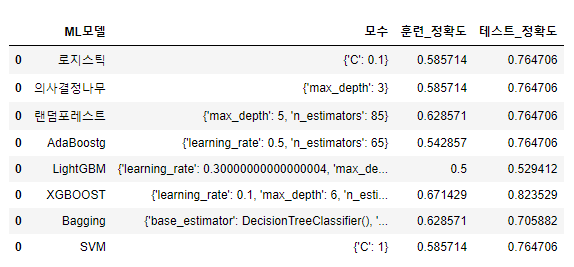 ML모델 모수 훈련_정확도 테스트_정확도
0 로지스틱 {'C': 0.1} 0.585714 0.764706
0 의사결정나무 {'max_depth': 3} 0.585714 0.764706
0 랜덤포레스트 {'max_depth': 5, 'n_estimators': 85} 0.628571 0.764706
0 AdaBoostg {'learning_rate': 0.5, 'n_estimators': 65} 0.542857 0.764706
0 LightGBM {'learning_rate': 0.30000000000000004, 'max_de... 0.5 0.529412
0 XGBOOST {'learning_rate': 0.1, 'max_depth': 6, 'n_esti... 0.671429 0.823529
0 Bagging {'base_estimator': DecisionTreeClassifier(), '... 0.628571 0.705882
0 SVM {'C': 1} 0.585714 0.764706